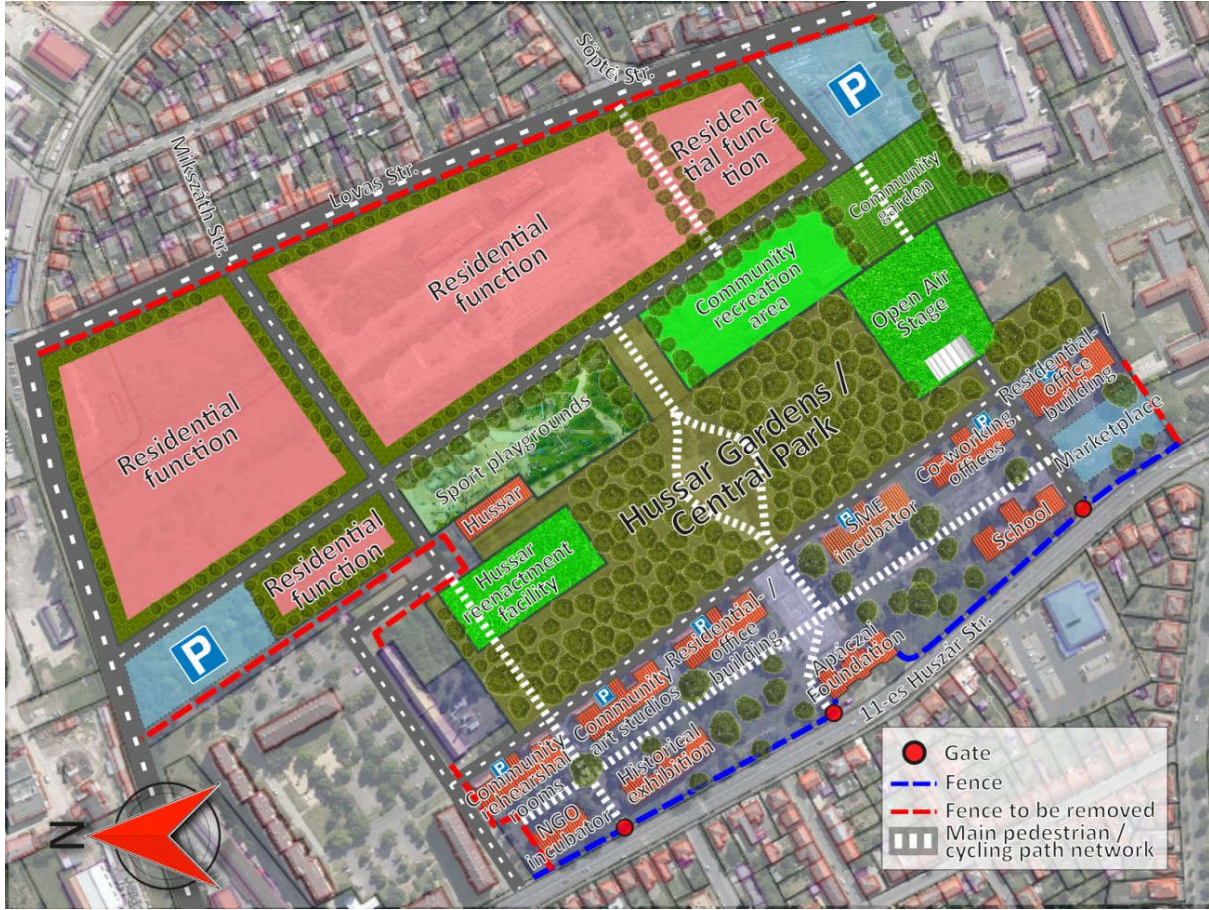 Söptei Str.
P
Mikszáth Str.
Lovas Str.
Residen-
tial func-
tion
Community
garden
Residential
function
Community
recreation
area
Open Air
Stage
Residential
function
Sport playgrounds
Hussar Gardens /
Central Park
Residential- /
office
building
P
Marketplace
Hussar
P
Co-working
offices
Residential
function
Hussar
reenactment
facility
P
SME
incubator
School
P
P
Residential- /
office
building
Apáczai
Foundation
11-es Huszár Str.
P
Community
art studios
P
Community
rehearshal
rooms
Historical
exhibition
NGO
incubator
N
Gate
Fence
Fence to be removed
Main pedestrian /
cycling path network